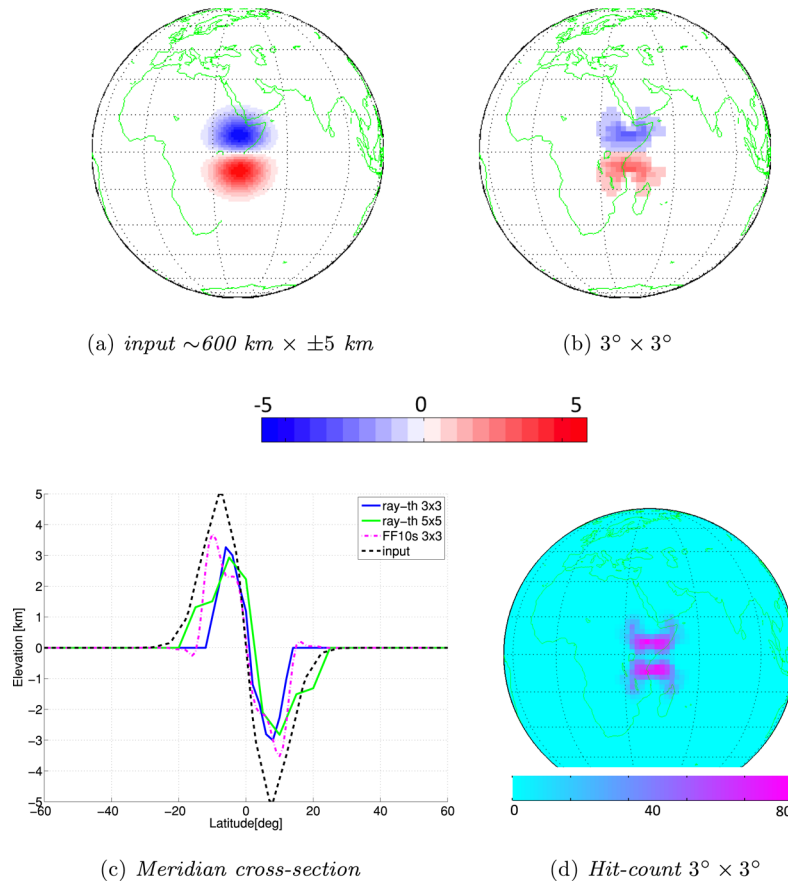 (a) input ~600 km × ±5 km
(b) 3° × 3°
-5 0 5
5
4
3
2
1
0
−1
−2
−3
−4
−5
Elevation [km]
−60 −40 −20 0 20 40 60
Latitude[deg]
ray−th 3x3
ray−th 5x5
FF10s 3x3
input
0 40 80
(c) Meridian cross-section
(d) Hit-count 3° × 3°